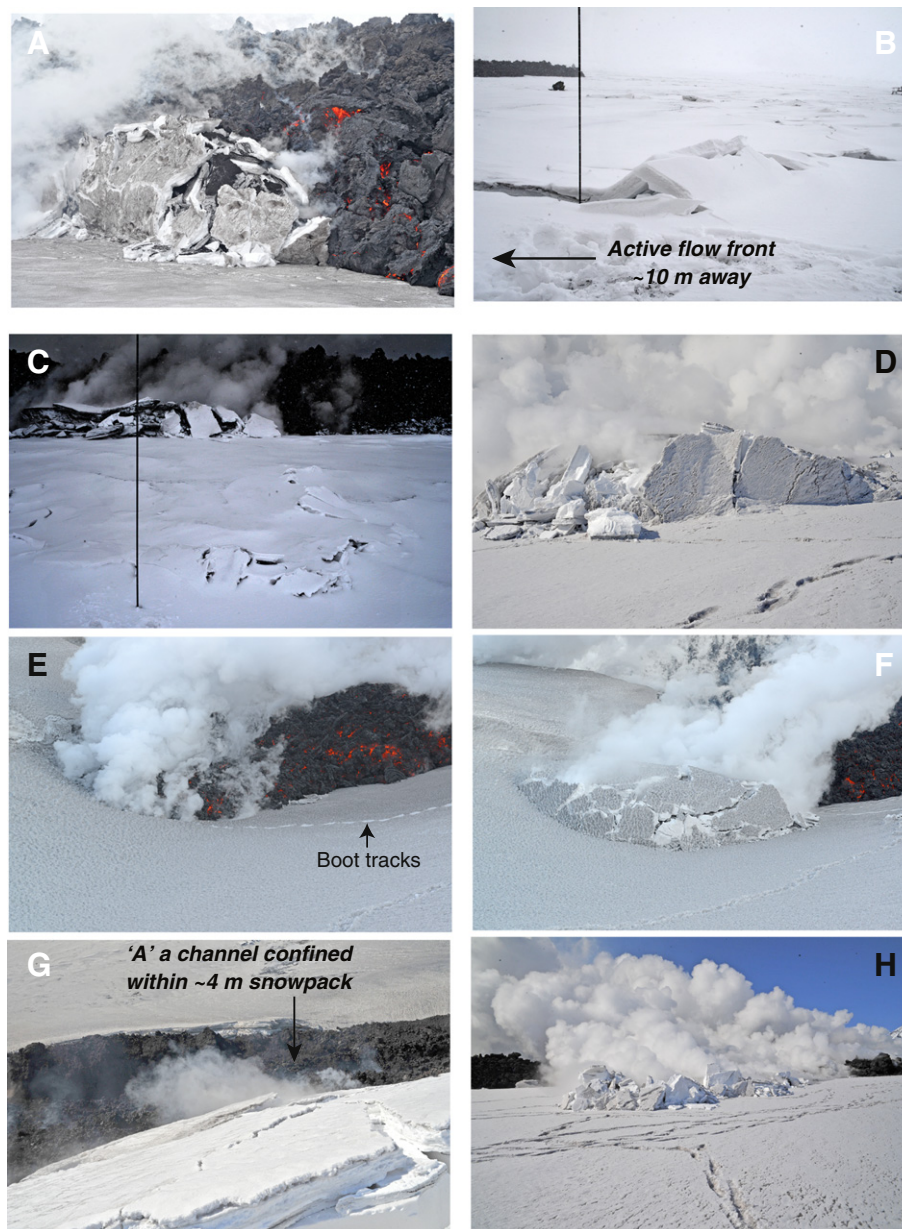 A
B
Active flow front
~10 m away
C
D
E
Boot tracks
F
G
'A' a channel confined
within ~4 m snowpack
H